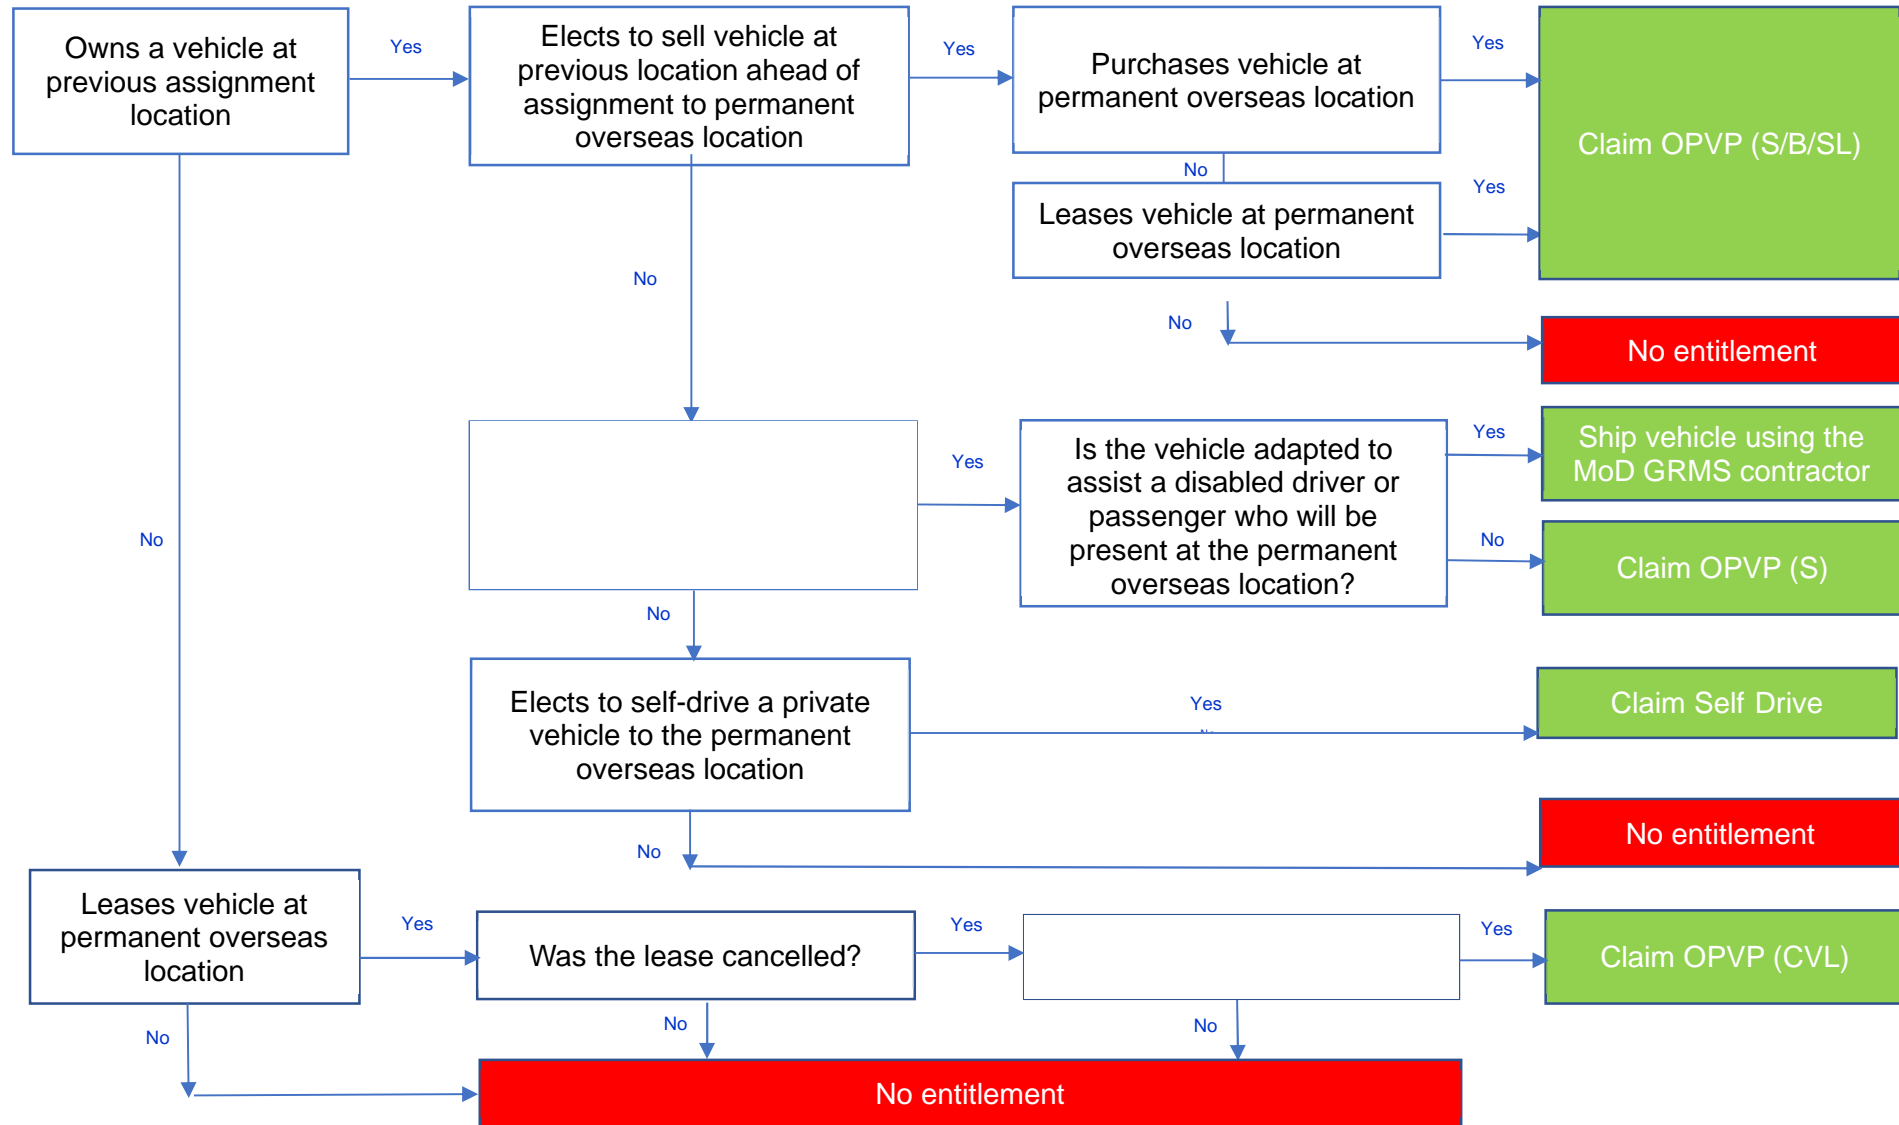 Owns a vehicle at
previous assignment
location
Yes
Elects to sell vehicle at
previous location ahead of
assignment to permanent
overseas location
Yes
Purchases vehicle at
permanent overseas location
Yes
Claim OPVP (S/B/SL)
No
Leases vehicle at permanent
overseas location
Yes
No
No
No entitlement
No
Yes
Is the vehicle adapted to
assist a disabled driver or
passenger who will be
present at the permanent
overseas location?
Yes
Ship vehicle using the
MoD GRMS contractor
No
Claim OPVP (S)
No
Elects to self-drive a private
vehicle to the permanent
overseas location
Yes
Claim Self Drive
No
No entitlement
Leases vehicle at
permanent overseas
location
Yes
Was the lease cancelled?
Yes
Yes
Claim OPVP (CVL)
No
No
No
No entitlement